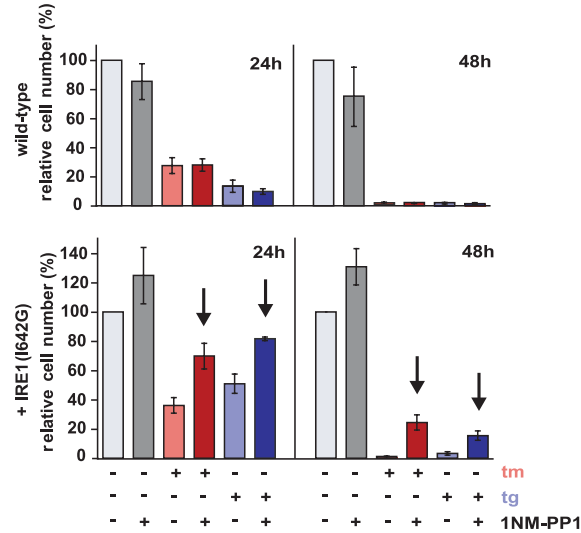 wild-type
relative cell number (%)
100
80
60
40
20
0
24h
48h
+ IRE1(I642G)
relative cell number (%)
140
120
100
80
60
40
20
0
24h
48h
- - + + - - - - + + - - tm
- - - - + + - - - - + + tg
- + - + - + - + - + - + 1NM-PP1